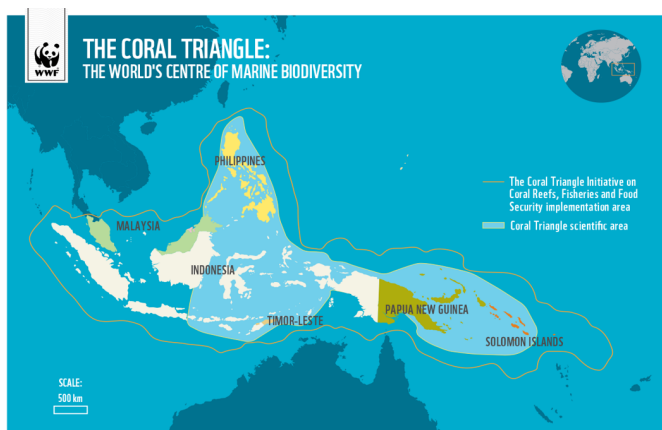 WWF
THE CORAL TRIANGLE:
THE WORLD'S CENTRE OF MARINE BIODIVERSITY
PHILIPPINES
The Coral Triangle Initiative on
Coral Reefs, Fisheries and Food
Security implementation area
Coral Triangle scientific area
MALAYSIA
INDONESIA
TIMOR-LESTE
PAPUA NEW GUINEA
SOLOMON ISLANDS
SCALE:
500 km